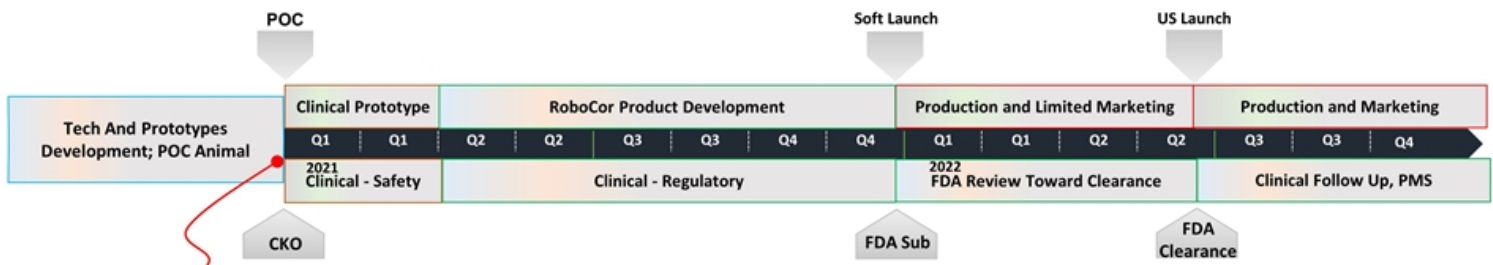 POC
Soft Launch
US Launch
Tech And Prototypes
Development; POC Animal
Clinical Prototype
RoboCor Product Development
Production and Limited Marketing
Production and Marketing
Q1 Q1 Q2 Q2 Q3 Q3 Q4 Q4 Q1 Q1 Q2 Q2 Q3 Q3 Q4
2021
2022
Clinical - Safety
Clinical - Regulatory
FDA Review Toward Clearance
Clinical Follow Up, PMS
CKO
FDA Sub
FDA
Clearance